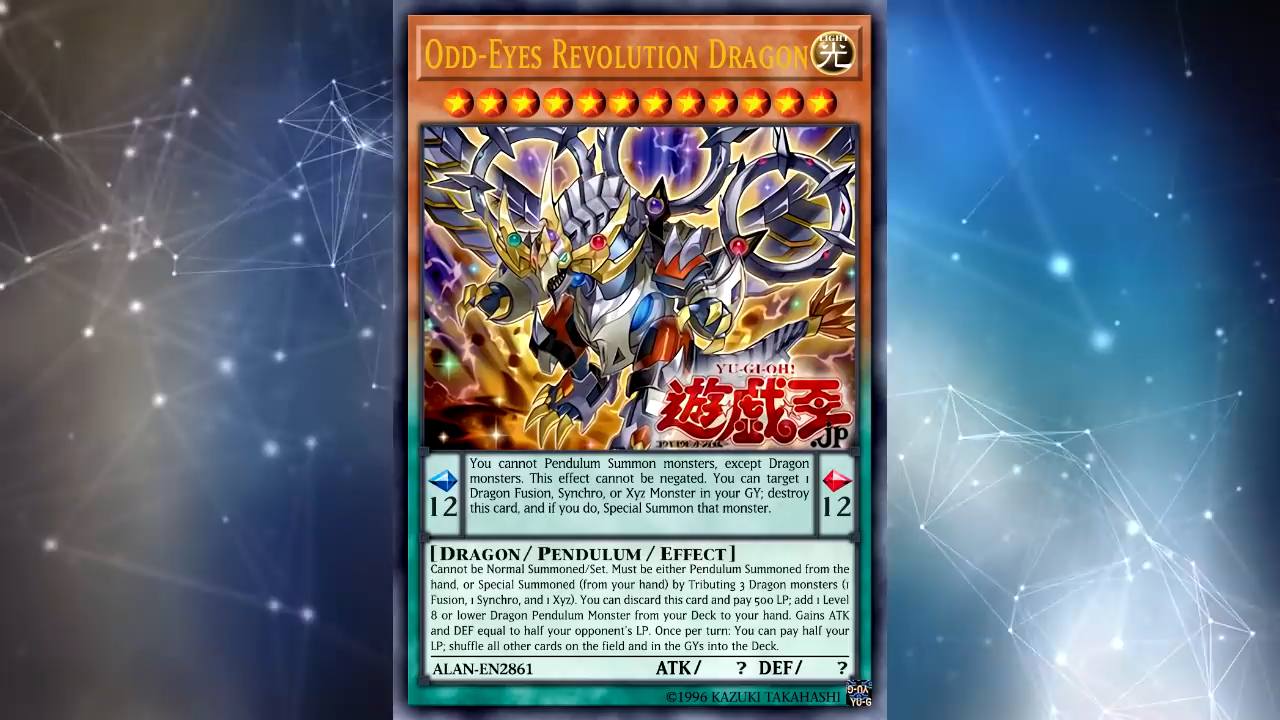 Odd-Eyes Revolution Dragon
LIGHT
光
YU-GI-OH!
遊戯王
.JP
12
You cannot Pendulum Summon monsters, except Dragon
monsters. This effect cannot be negated. You can target 1
Dragon Fusion, Synchro, or Xyz Monster in your GY; destroy
this card, and if you do, Special Summon that monster.
12
[ Dragon / Pendulum / Effect ]
Cannot be Normal Summoned/Set. Must be either Pendulum Summoned from the
hand, or Special Summoned (from your hand) by Tributing 3 Dragon monsters (1
Fusion, 1 Synchro, and 1 Xyz). You can discard this card and pay 500 LP; add 1 Level
8 or lower Dragon Pendulum Monster from your Deck to your hand. Gains ATK
and DEF equal to half your opponent's LP. Once per turn: You can pay half your
LP; shuffle all other cards on the field and in the GYs into the Deck.
ALAN-EN2861 ATK/ ? DEF/ ?
©1996 KAZUKI TAKAHASHI